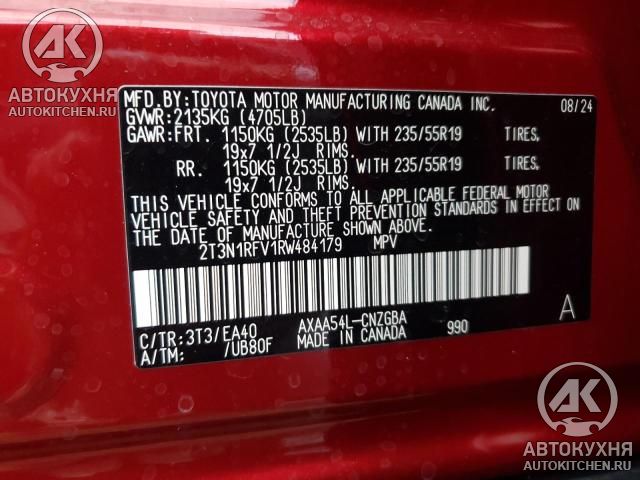 AK
АВТОКУХНЯ
AUTOKITCHEN.RU
MFD.BY:TOYOTA MOTOR MANUFACTURING CANADA INC. 08/24
GVWR:2135KG (4705LB)
GAWR:FRT. 1150KG (2535LB) WITH 235/55R19 TIRES,
19x7 1/2J RIMS.
RR. 1150KG (2535LB) WITH 235/55R19 TIRES,
19x7 1/2J RIMS.
THIS VEHICLE CONFORMS TO ALL APPLICABLE FEDERAL MOTOR
VEHICLE SAFETY AND THEFT PREVENTION STANDARDS IN EFFECT ON
THE DATE OF MANUFACTURE SHOWN ABOVE.
2T3N1RFV1RW484179 MPV
C/TR:3T3/EA40 AXAA54L-CNZGBA 990 A
A/TM: /UB80F MADE IN CANADA
AK
АВТОКУХНЯ
AUTOKITCHEN.RU